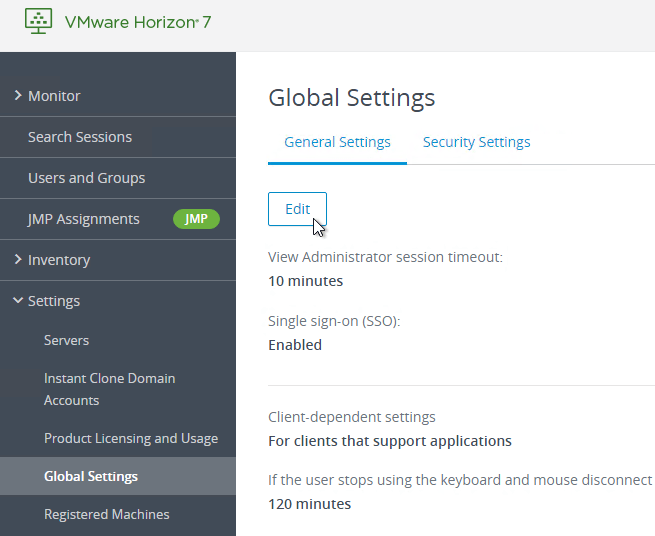 VMware Horizon® 7
Monitor
Search Sessions
Users and Groups
JMP Assignments JMP
Inventory
Settings
Servers
Instant Clone Domain
Accounts
Product Licensing and Usage
Global Settings
Registered Machines
Global Settings
General Settings Security Settings
Edit
View Administrator session timeout:
10 minutes
Single sign-on (SSO):
Enabled
Client-dependent settings
For clients that support applications
If the user stops using the keyboard and mouse disconnect
120 minutes